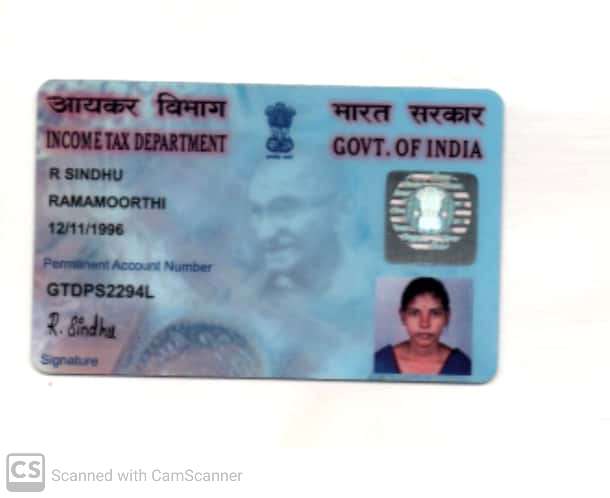 आयकर विभाग
भारत सरकार
INCOME TAX DEPARTMENT
GOVT. OF INDIA
R SINDHU
RAMAMOORTHI
12/11/1996
Permanent Account Number
GTDPS2294L
R. Sindhu
Signature
CS Scanned with CamScanner